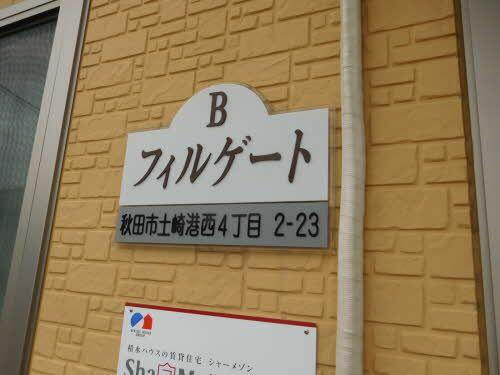 B
フィルゲート
秋田市土崎港西4丁目 2-23
積水ハウスの賃貸住宅 シャーメゾン